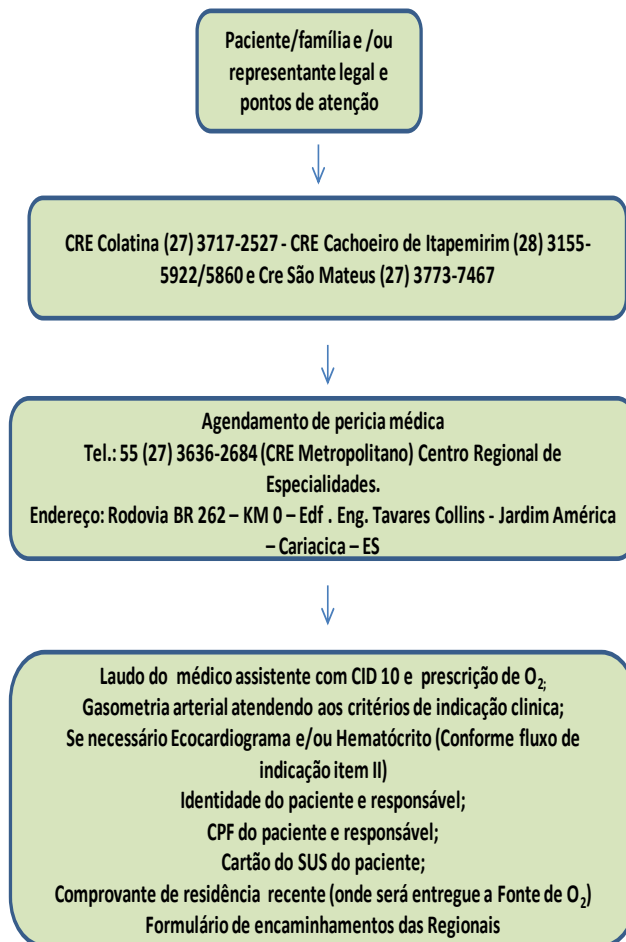 Paciente/família e /ou
representante legal e
pontos de atenção
CRE Colatina (27) 3717-2527 - CRE Cachoeiro de Itapemirim (28) 3155-
5922/5860 e Cre São Mateus (27) 3773-7467
Agendamento de pericia médica
Tel.: 55 (27) 3636-2684 (CRE Metropolitano) Centro Regional de
Especialidades.
Endereço: Rodovia BR 262 – KM 0 – Edf . Eng. Tavares Collins - Jardim América
– Cariacica – ES
Laudo do médico assistente com CID 10 e prescrição de O₂;
Gasometria arterial atendendo aos critérios de indicação clinica;
Se necessário Ecocardiograma e/ou Hematócrito (Conforme fluxo de
indicação item II)
Identidade do paciente e responsável;
CPF do paciente e responsável;
Cartão do SUS do paciente;
Comprovante de residência recente (onde será entregue a Fonte de O₂)
Formulário de encaminhamentos das Regionais